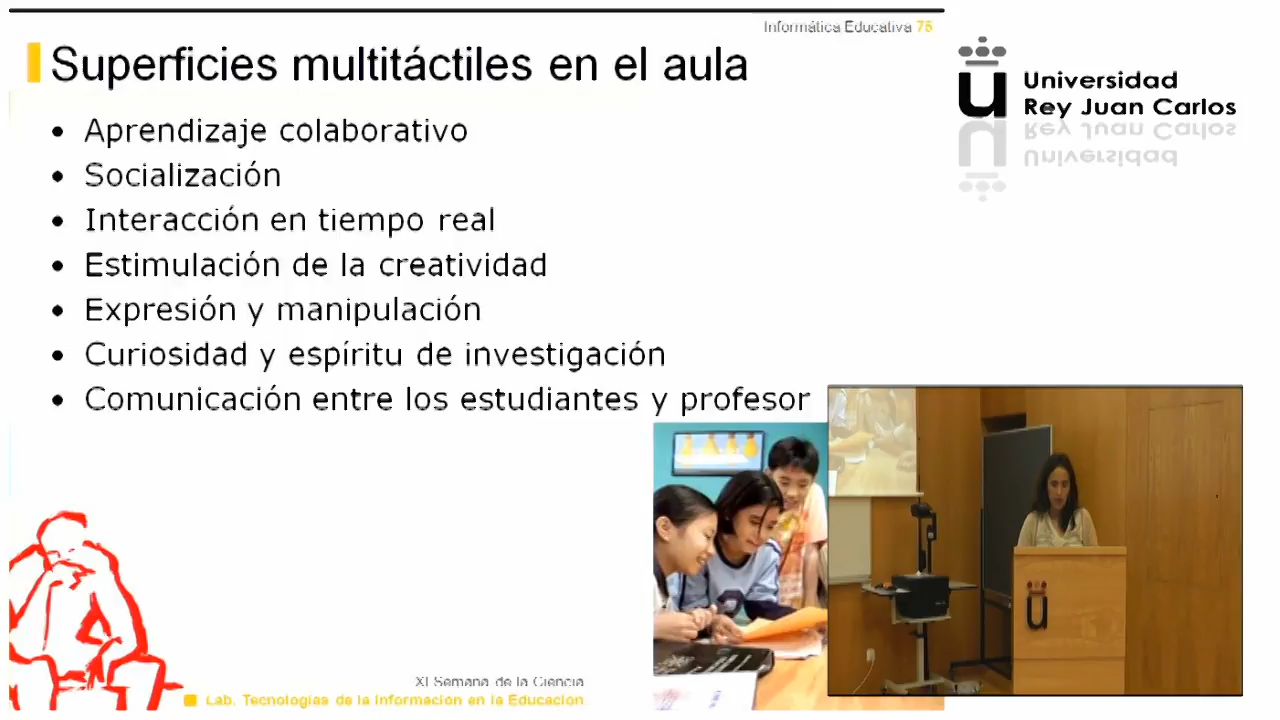 Informática Educativa 75
Superficies multitáctiles en el aula
• Aprendizaje colaborativo
• Socialización
• Interacción en tiempo real
• Estimulación de la creatividad
• Expresión y manipulación
• Curiosidad y espíritu de investigación
• Comunicación entre los estudiantes y profesor
XI Semana de la Ciencia
Lab. Tecnologías de la Información en la Educación
Universidad
Rey Juan Carlos